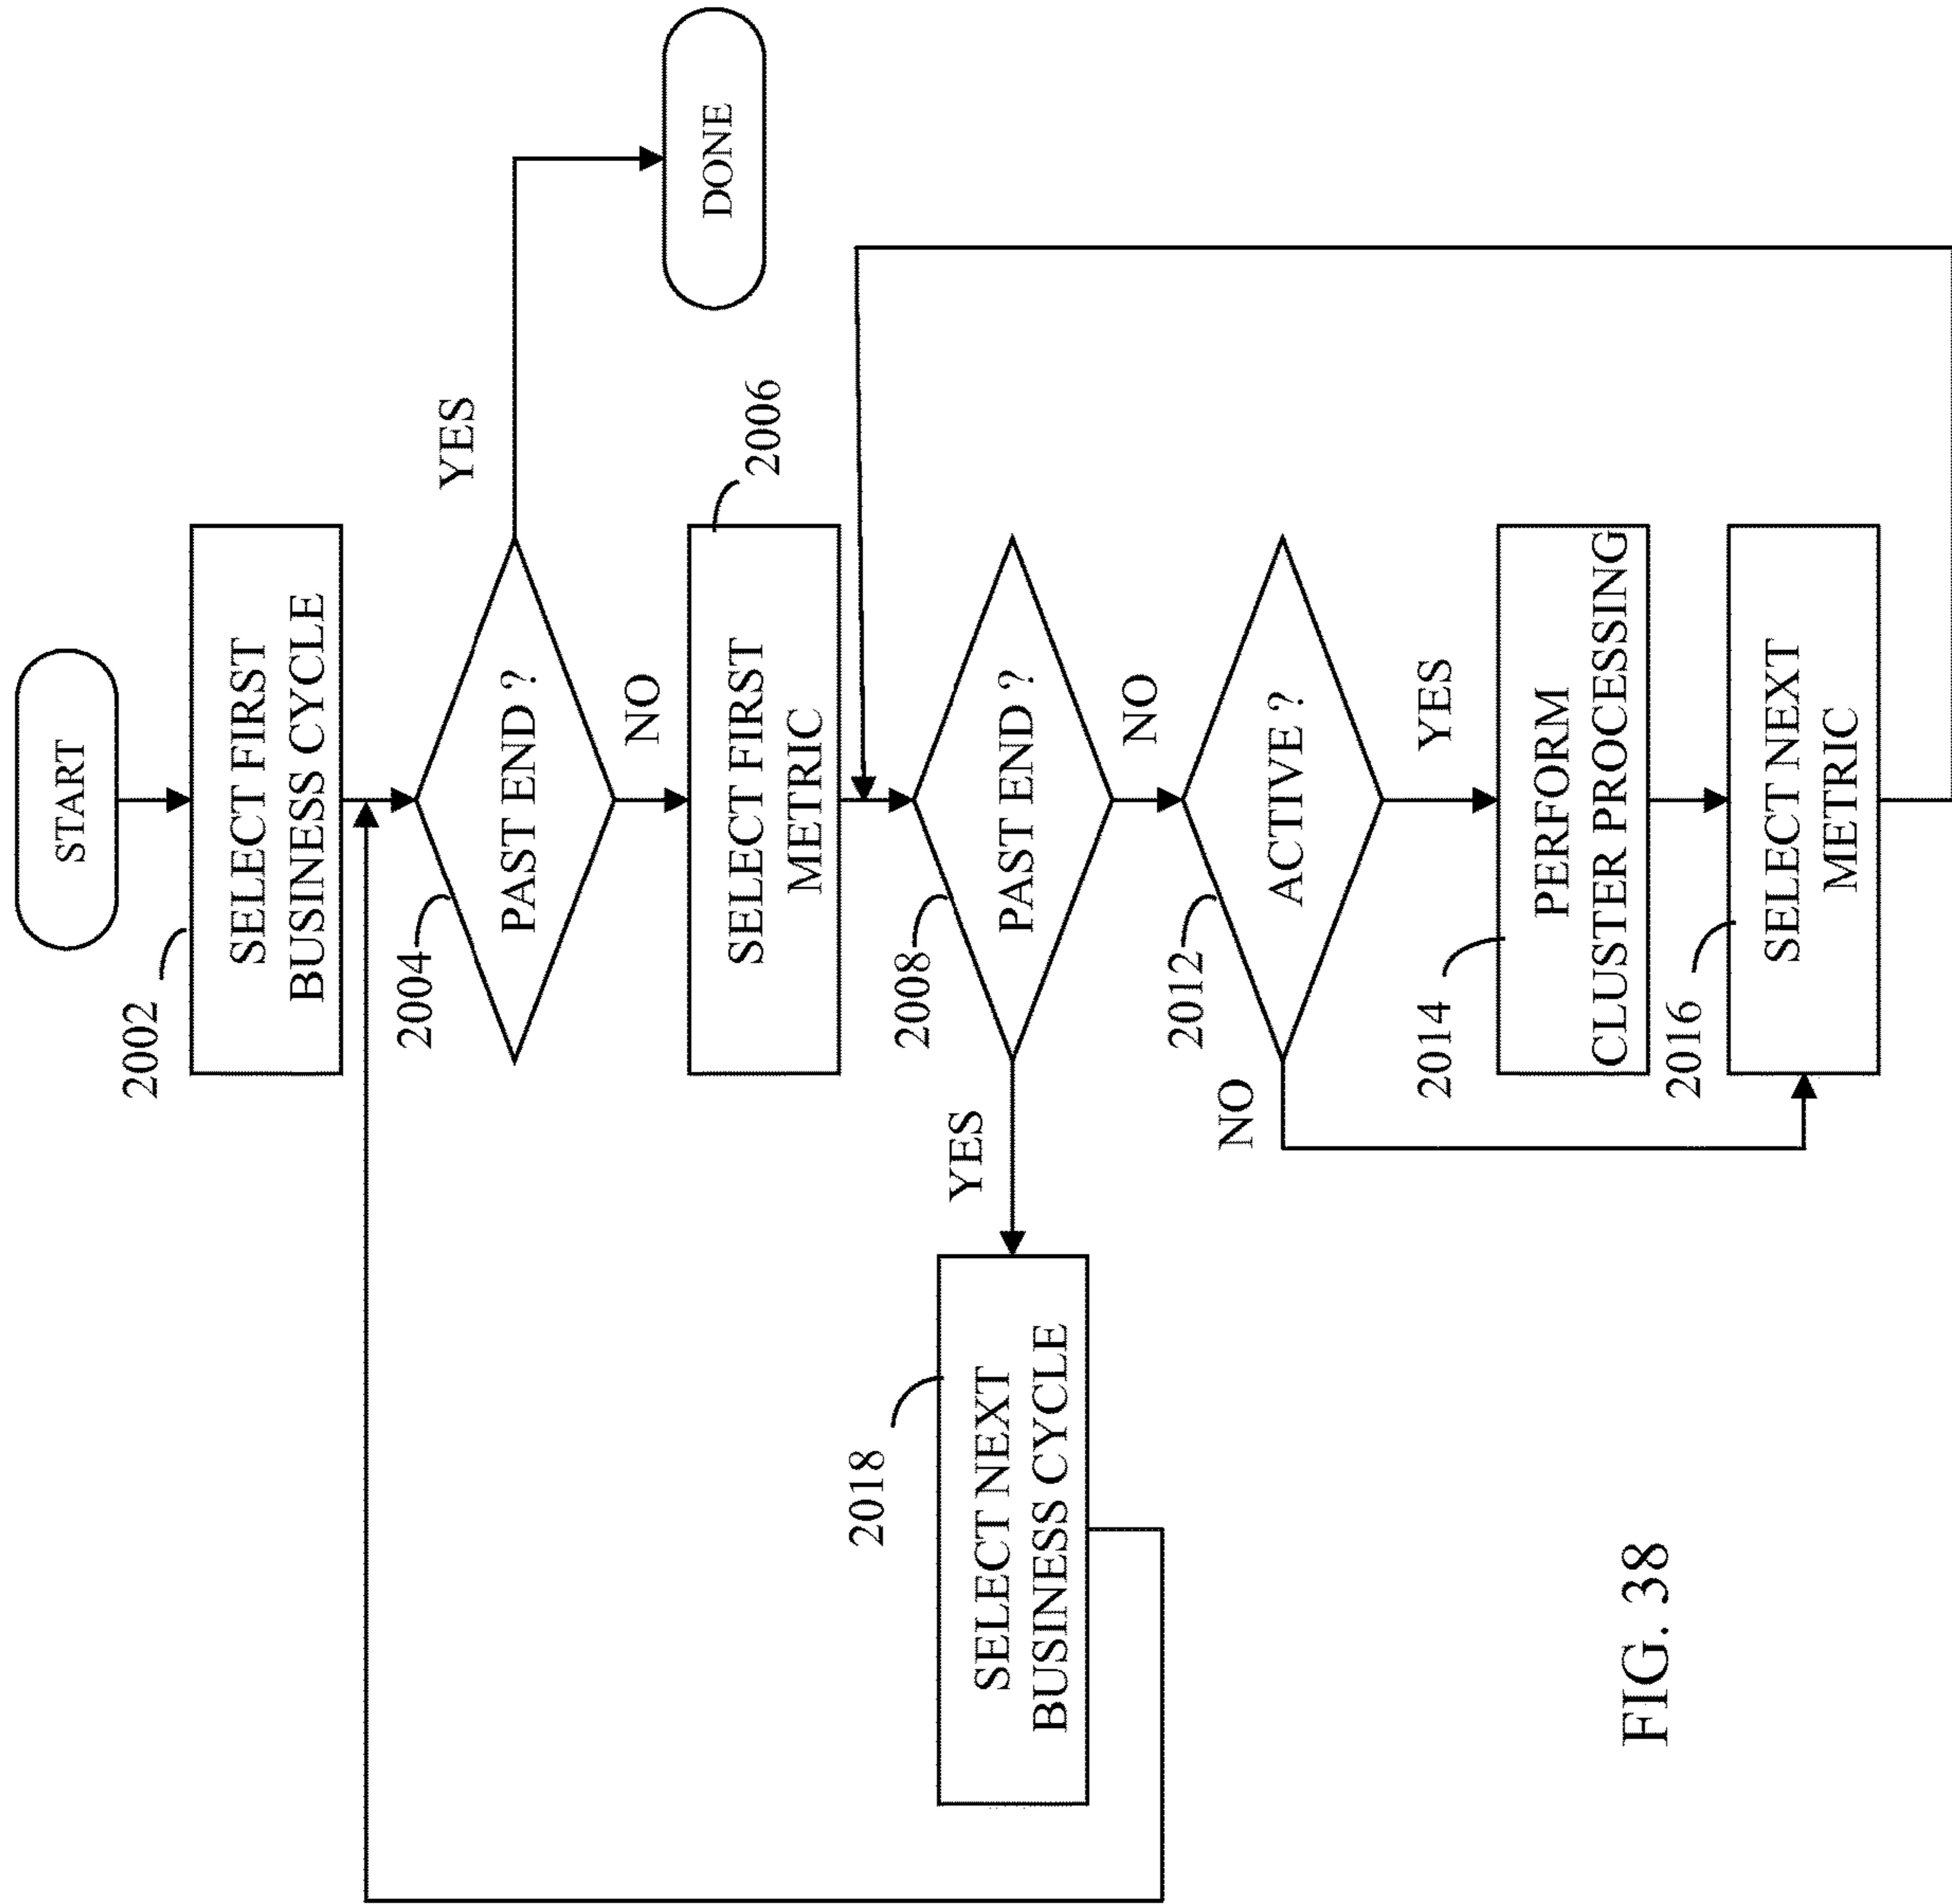 START
2002
SELECT FIRST
BUSINESS CYCLE
2004
PAST END ?
YES
DONE
NO
2006
SELECT FIRST
METRIC
2008
PAST END ?
YES
2018
SELECT NEXT
BUSINESS CYCLE
NO
2012
ACTIVE ?
NO
YES
2014
PERFORM
CLUSTER PROCESSING
2016
SELECT NEXT
METRIC
FIG. 38